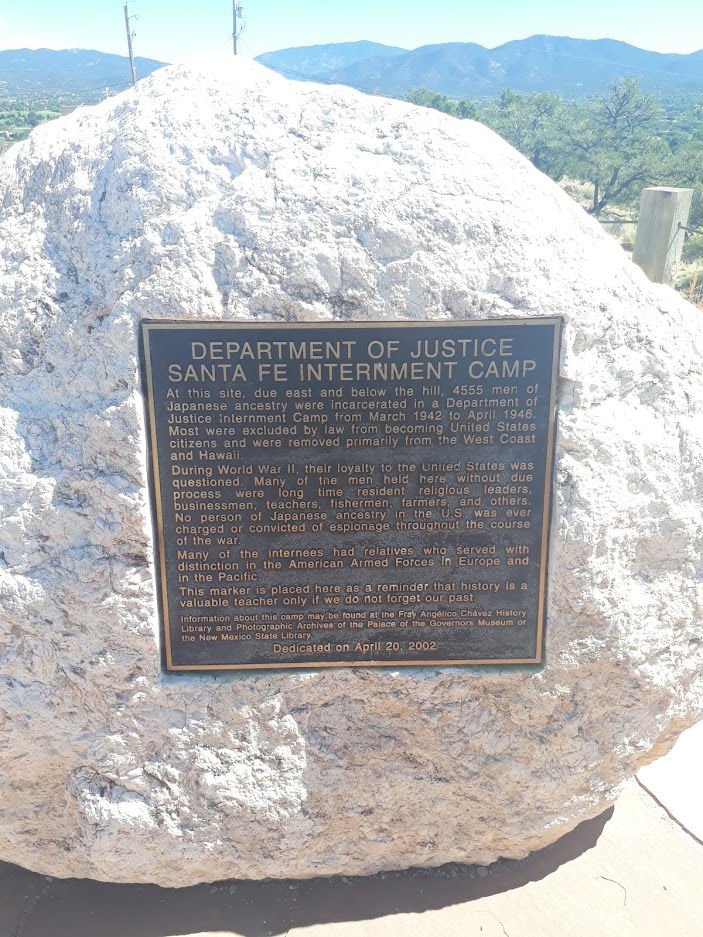 DEPARTMENT OF JUSTICE
SANTA FE INTERNMENT CAMP
At this site, due east and below the hill, 4555 men of
Japanese ancestry were incarcerated in a Department of
Justice Internment Camp from March 1942 to April 1946.
Most were excluded by law from becoming United States
citizens and were removed primarily from the West Coast
and Hawaii.
During World War II, their loyalty to the United States was
questioned. Many of the men held here without due
process were long time resident religious leaders,
businessmen, teachers, fishermen, farmers, and others.
No person of Japanese ancestry in the U.S. was ever
charged or convicted of espionage throughout the course
of the war.
Many of the internees had relatives who served with
distinction in the American Armed Forces in Europe and
in the Pacific.
This marker is placed here as a reminder that history is a
valuable teacher only if we do not forget our past.
Information about this camp may be found at the Fray Angélico Chávez History
Library and Photographic Archives of the Palace of the Governors Museum or
the New Mexico State Library.
Dedicated on April 20, 2002